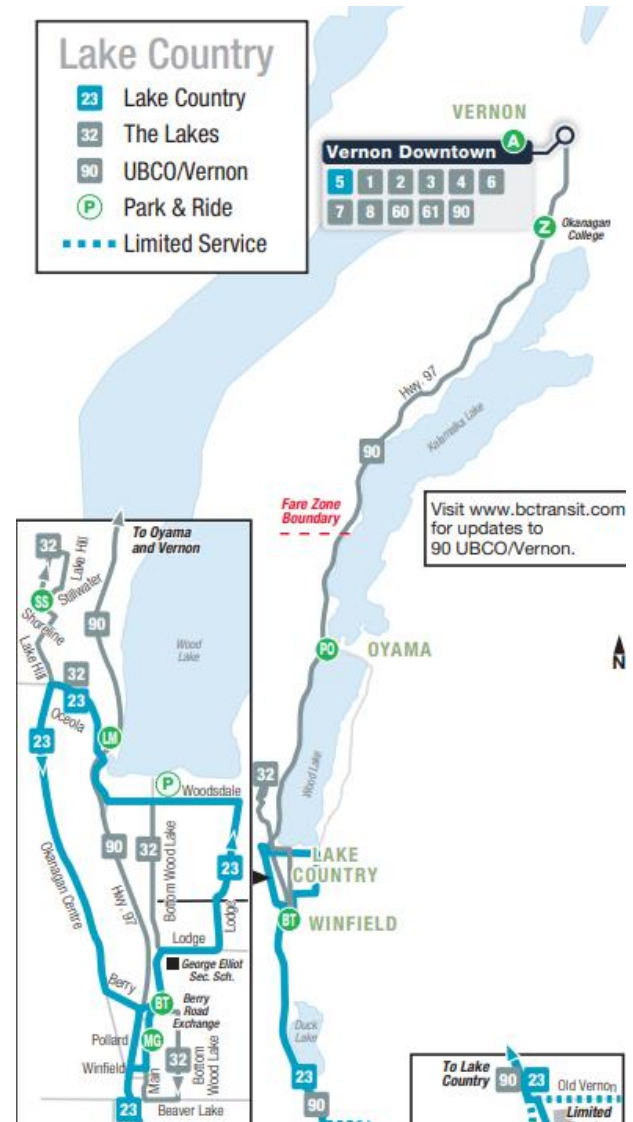 Lake Country
23 Lake Country
32 The Lakes
90 UBCO/Vernon
P Park & Ride
Limited Service
VERNON
A
Vernon Downtown
5 1 2 3 4 6
7 8 60 61 90
Z
Okanagan
College
Hwy. 97
Kalamalka Lake
90
Fare Zone
Boundary
Visit www.bctransit.com
for updates to
90 UBCO/Vernon.
PO
OYAMA
N
Wood Lake
32
LAKE
COUNTRY
BT
WINFIELD
Duck
Lake
23
90
To Oyama
and Vernon
32
Lake Hill
SS
Stillwater
Shoreline
Lake Hill
90
Wood
Lake
32
23
Oceola
23
LM
P
Woodsdale
90
32
Bottom Wood Lake
23
Hwy. 97
Okanagan Centre
Lodge
Lodge
George Elliot
Sec. Sch.
Berry
BT
Berry
Road
Exchange
Pollard
MG
Winfield
32
Main
Bottom
Wood Lake
23
Beaver Lake
To Lake
Country
90 23
Old Vernon
Limited